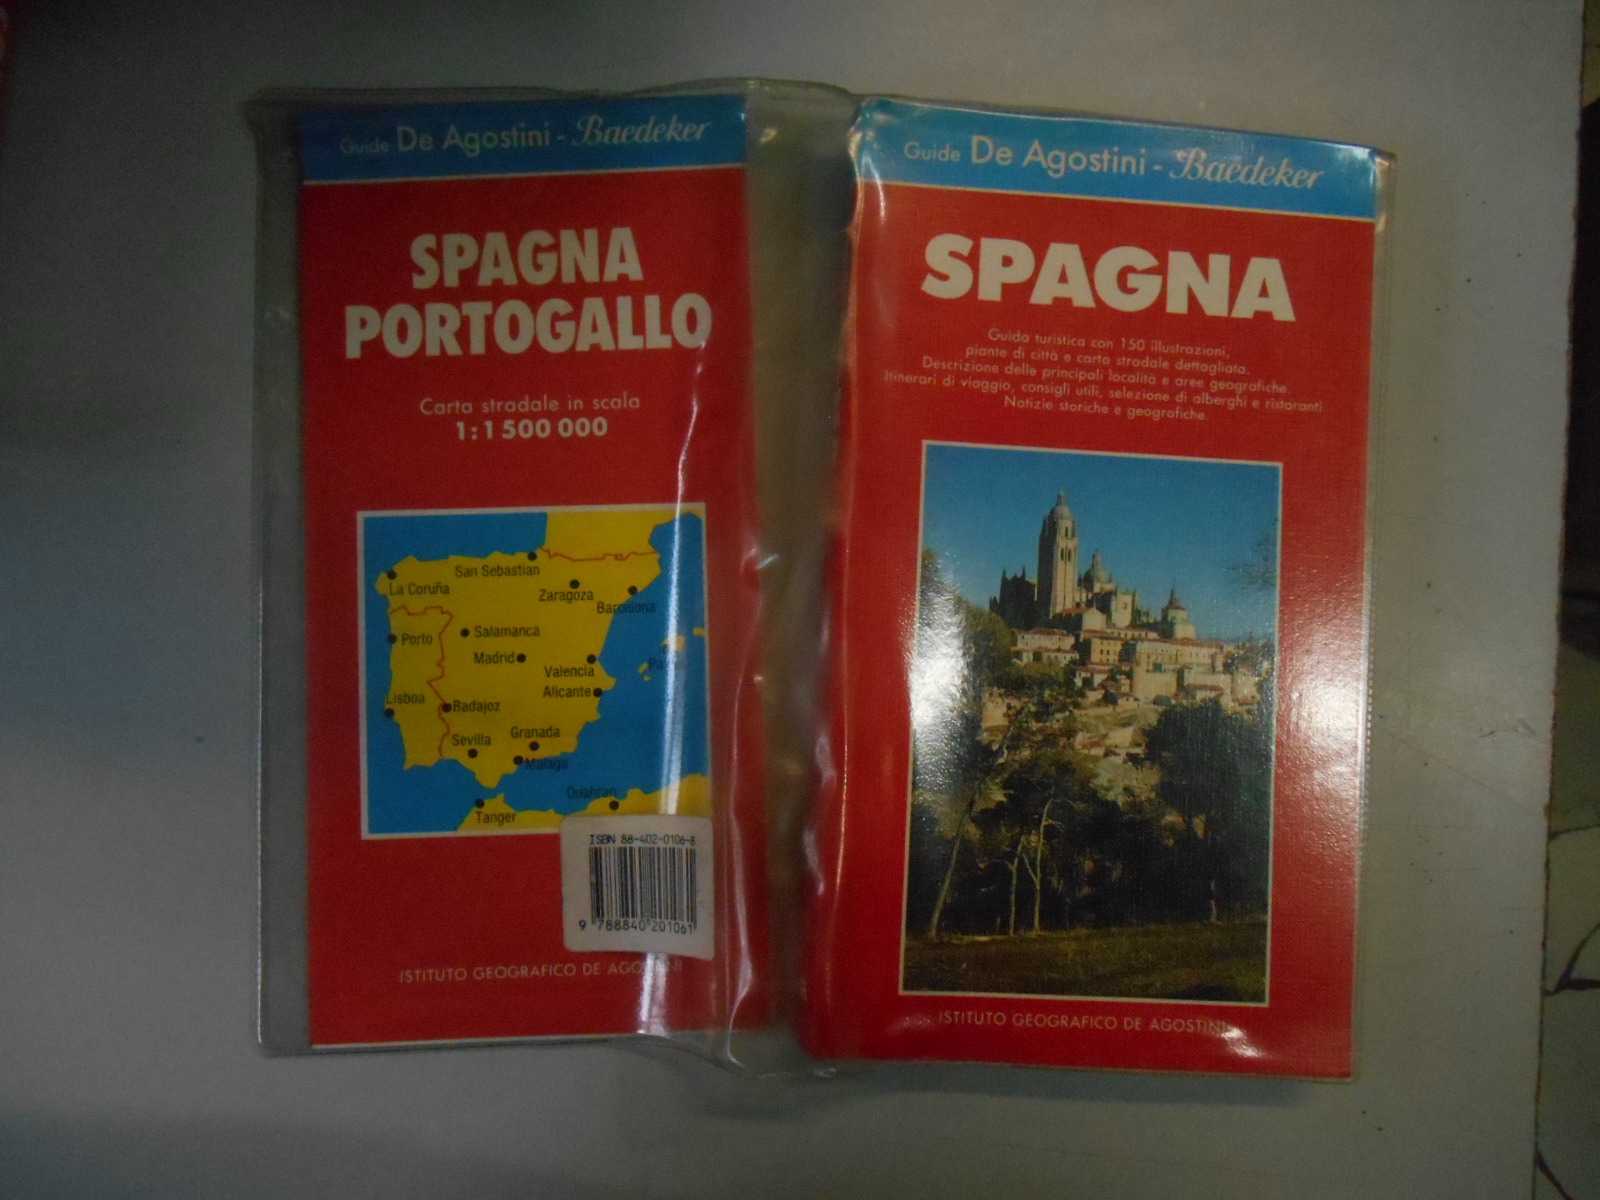 Guide De Agostini - Baedeker
SPAGNA
PORTOGALLO
Carta stradale in scala
1:1 500 000
San Sebastian
La Coruña
Zaragoza
Barcelona
Porto
Salamanca
Madrid
Valencia
Alicante
Lisboa
Badajoz
Granada
Sevilla
Malaga
Ouahran
Tanger
ISBN 88-402-0106-8
9 788840 201061
ISTITUTO GEOGRAFICO DE
Guide De Agostini - Baedeker
SPAGNA
Guida turistica con 150 illustrazioni,
piante di città e carta stradale dettagliata.
Descrizione delle principali località e aree geografiche.
Itinerari di viaggio, consigli utili, selezione di alberghi e ristoranti.
Notizie storiche e geografiche.
ISTITUTO GEOGRAFICO DE AGOSTINI